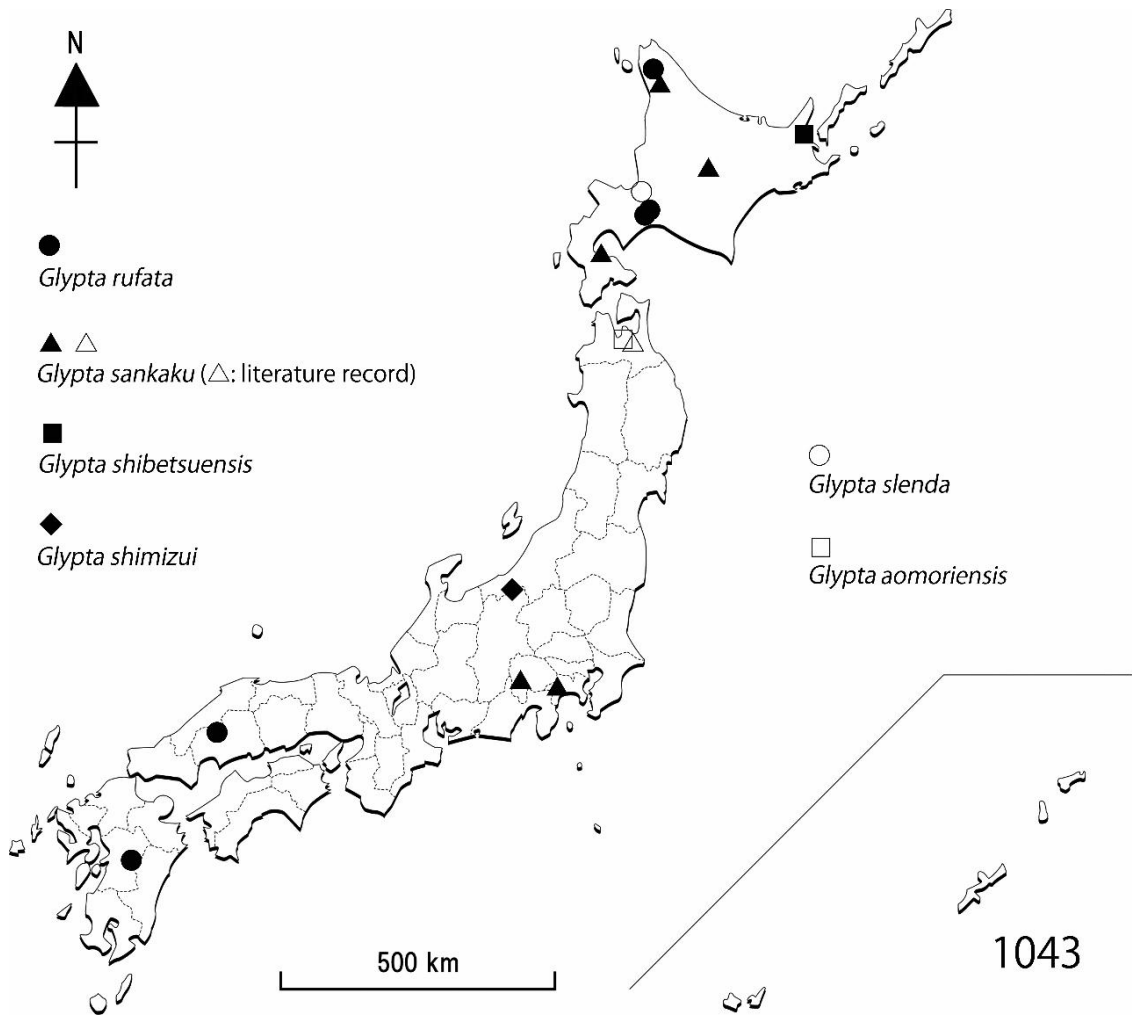 N
Glypta rufata
Glypta sankaku (△: literature record)
Glypta shibetsuensis
Glypta shimizui
Glypta slenda
Glypta aomoriensis
500 km
1043